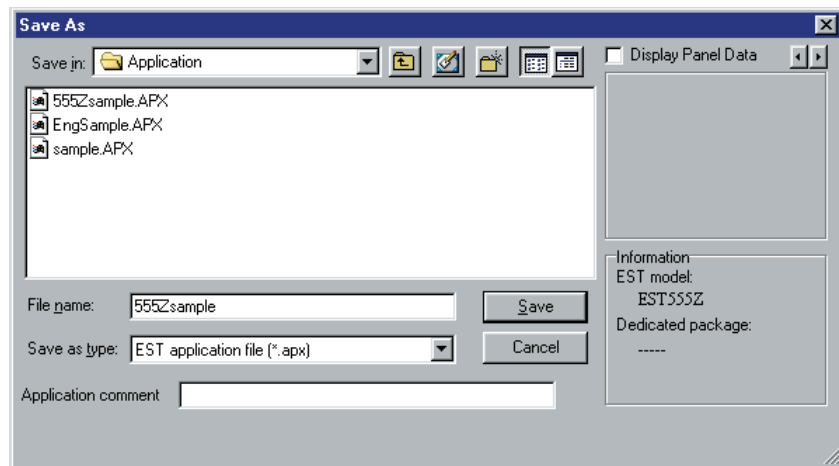 Save As
Save in: Application
Display Panel Data
555Zsample.APX
EngSample.APX
sample.APX
Information
EST model:
EST555Z
Dedicated package:
-----
File name: 555Zsample Save
Save as type: EST application file (*.apx) Cancel
Application comment